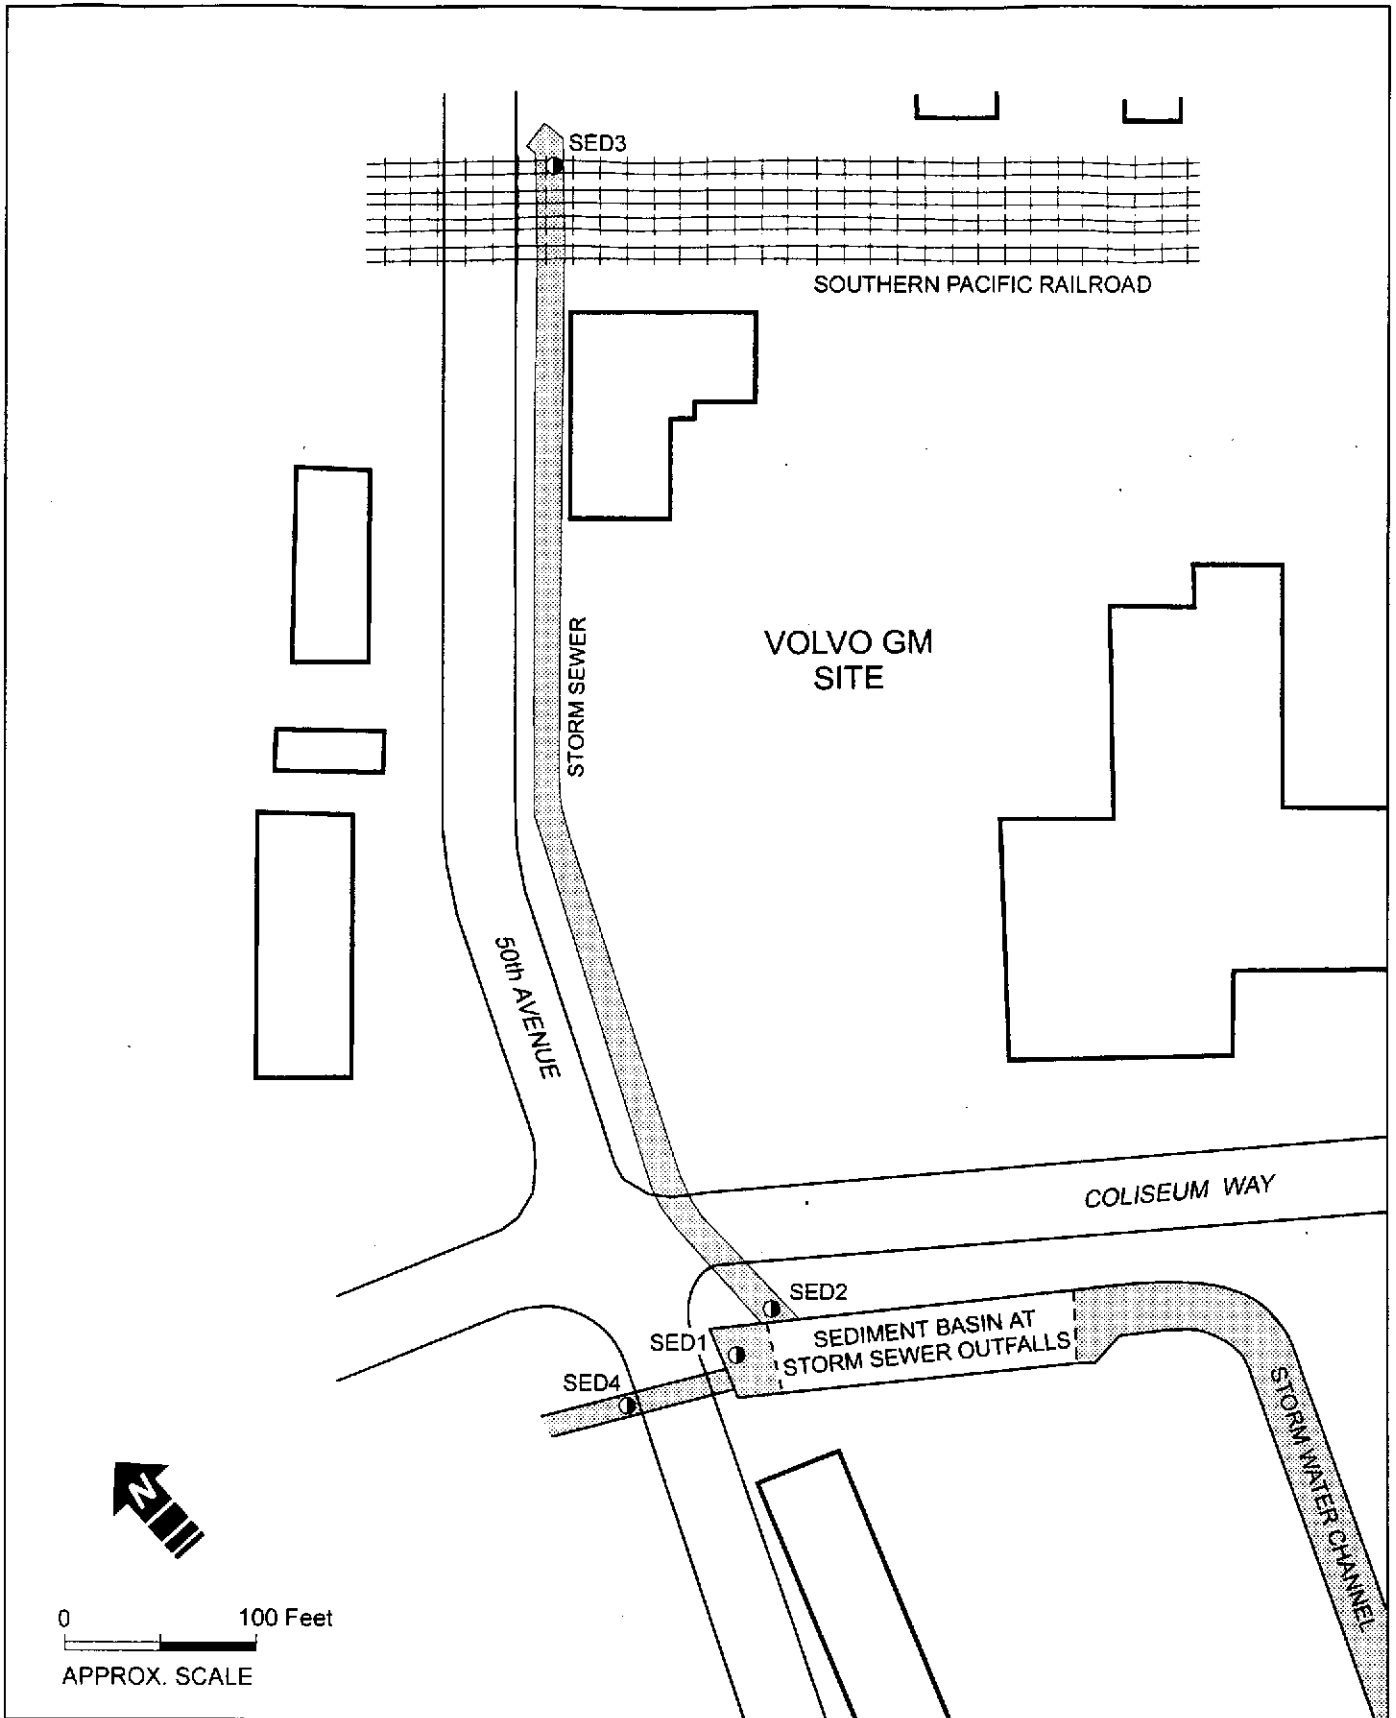 SED3
SOUTHERN PACIFIC RAILROAD
STORM SEWER
VOLVO GM
SITE
50th AVENUE
COLISEUM WAY
SED2
SED1
SEDIMENT BASIN AT
STORM SEWER OUTFALLS
SED4
STORM WATER CHANNEL
N
0 100 Feet
APPROX. SCALE